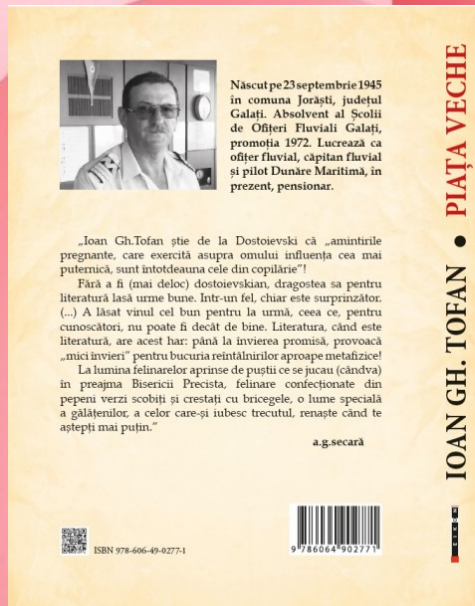 Născut pe 23 septembrie 1945
în comuna Jorăști, județul
Galați. Absolvent al Școlii
de Ofițeri Fluviali Galați,
promoția 1972. Lucrează ca
ofițer fluvial, căpitan fluvial
și pilot Dunăre Maritimă, în
prezent, pensionar.
„Ioan Gh.Tofan știe de la Dostoievski că „amintirile
pregnante, care exercită asupra omului influența cea mai
puternică, sunt întotdeauna cele din copilărie”!
Fără a fi (mai deloc) dostoievskian, dragostea sa pentru
literatură lasă urme bune. Intr-un fel, chiar este surprinzător.
(...) A lăsat vinul cel bun pentru la urmă, ceea ce, pentru
cunoscători, nu poate fi decât de bine. Literatura, când este
literatură, are acest har: până la învierea promisă, provoacă
„mici învieri” pentru bucuria reîntâlnirilor aproape metafizice!
La lumina felinarelor aprinse de puștii ce se jucau (cândva)
în preajma Bisericii Precista, felinare confecționate din
pepeni verzi scobiți și crestați cu bricegele, o lume specială
a gălățenilor, a celor care-și iubesc trecutul, renaște când te
aștepți mai puțin.”
a.g.secară
ISBN 978-606-49-0277-1
9 786064 902771
IOAN GH. TOFAN • PIAȚA VECHE
EIKON